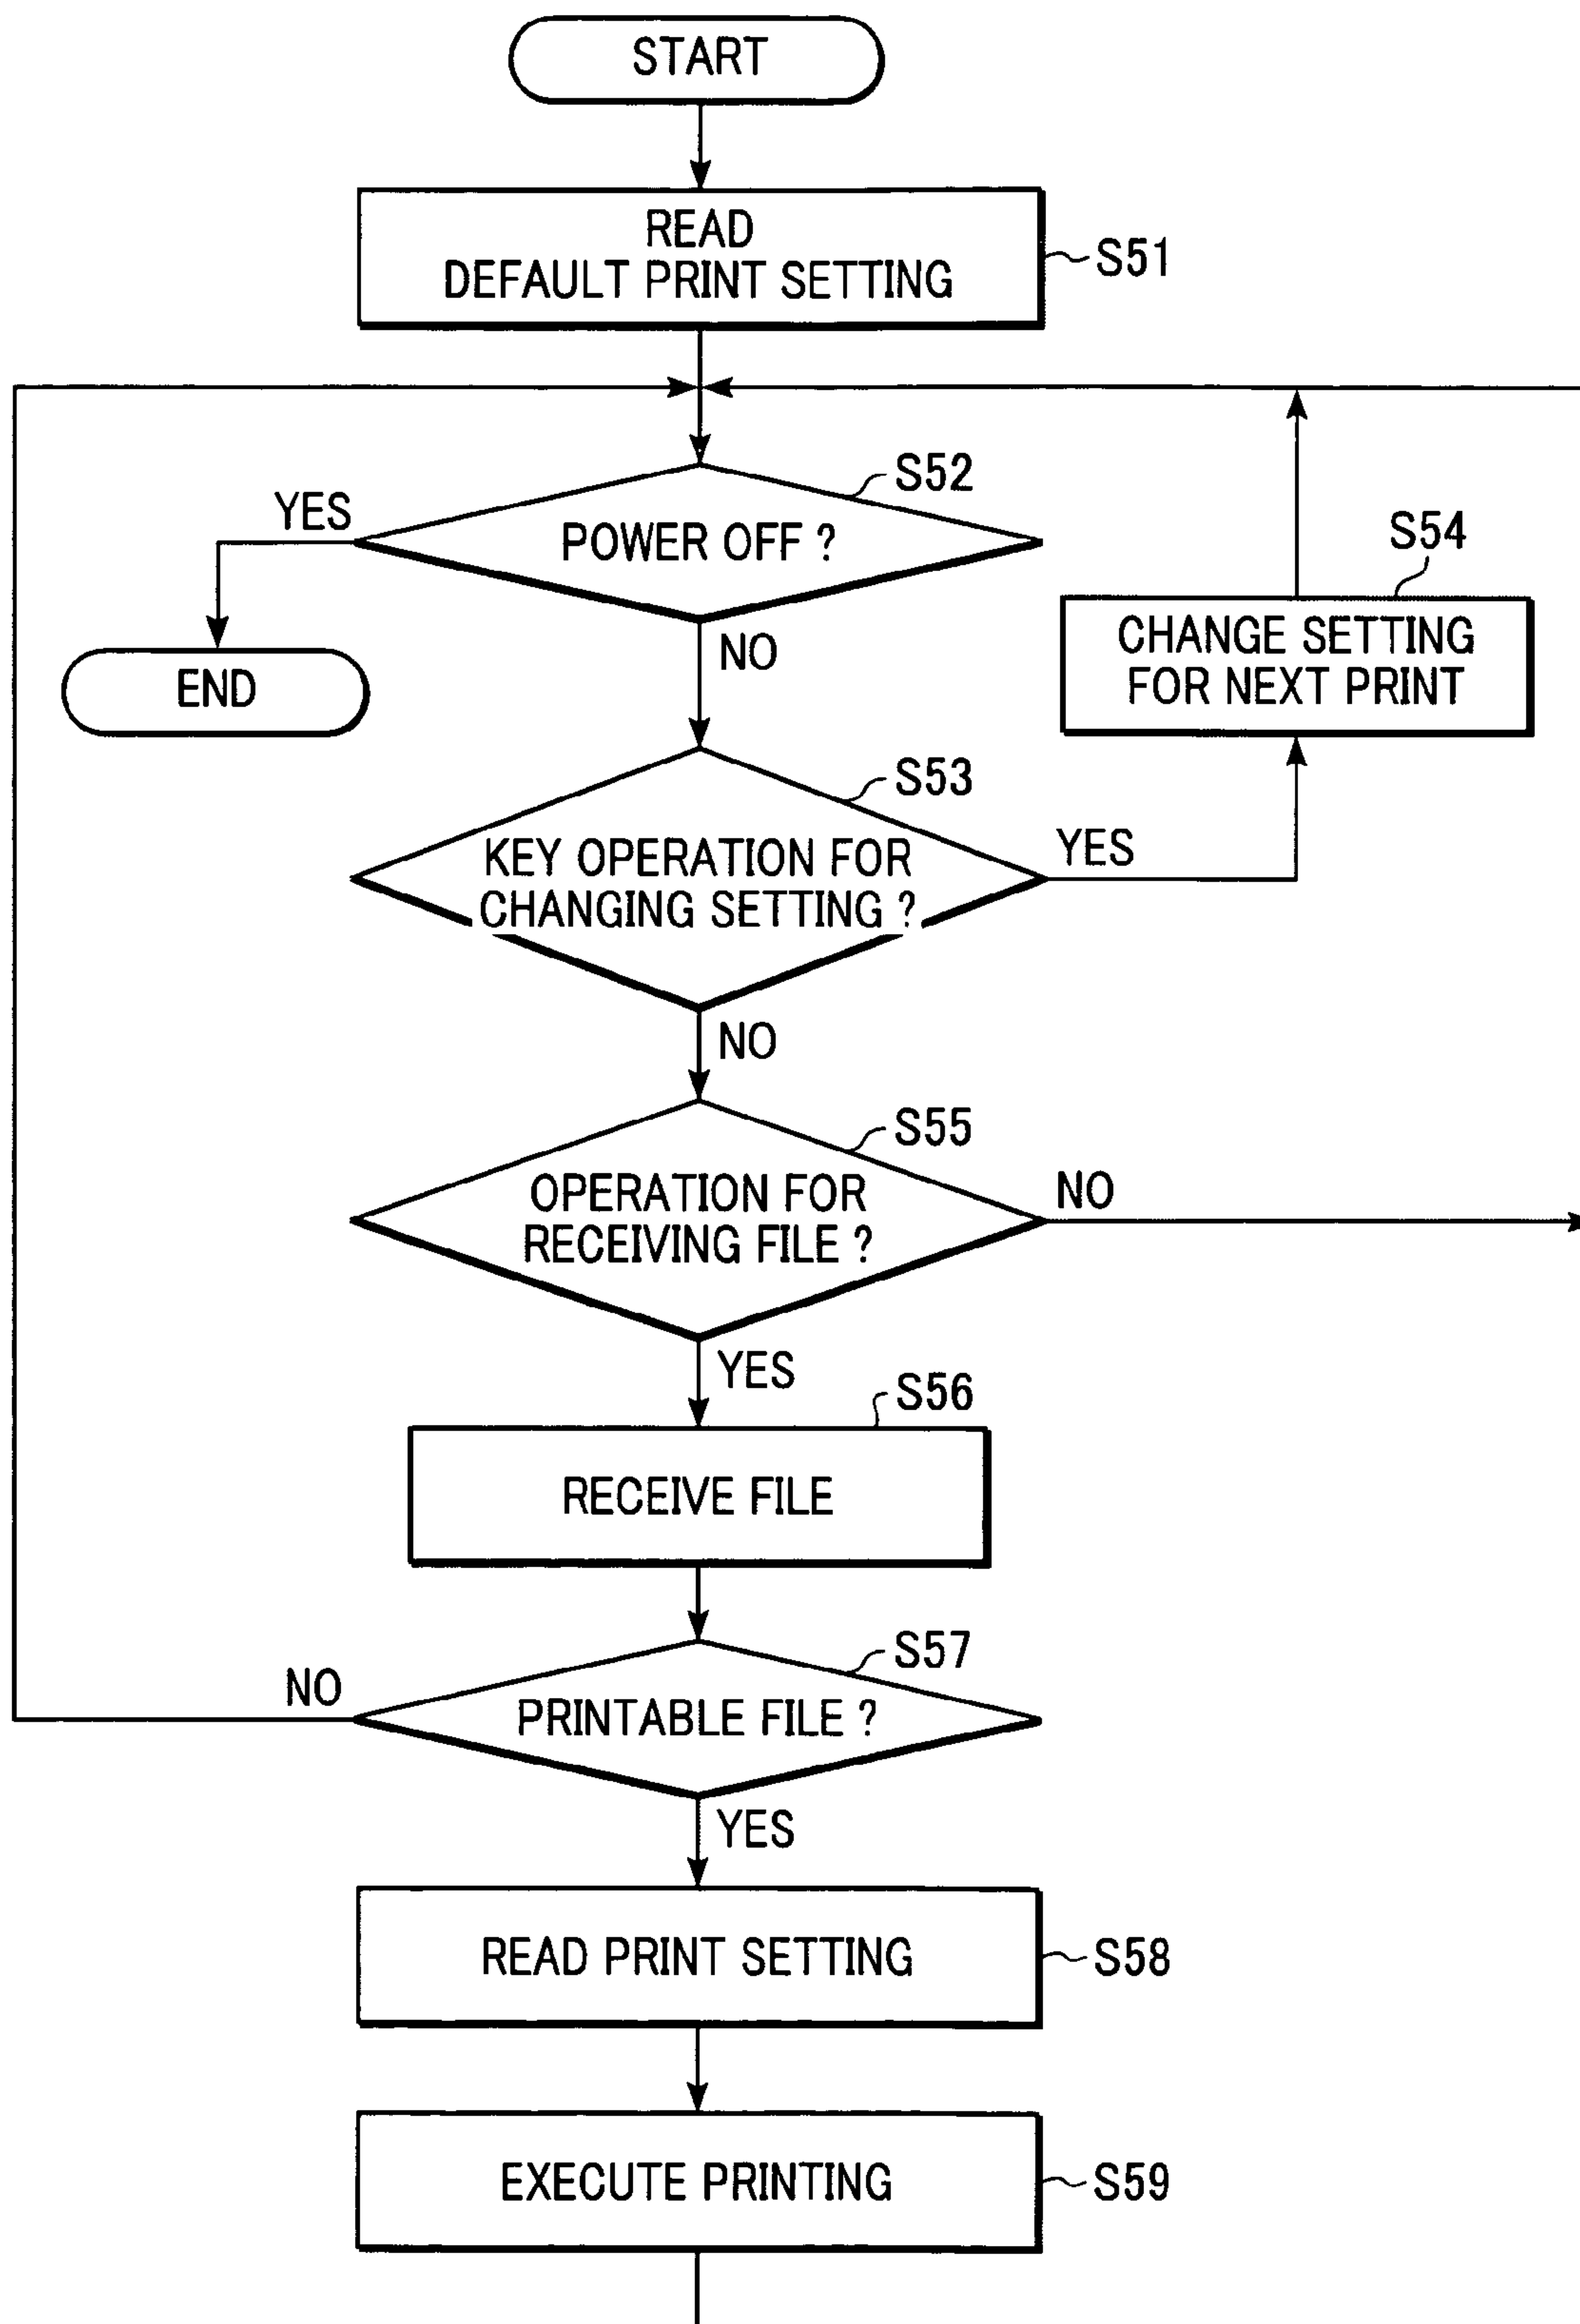 START
READ
DEFAULT PRINT SETTING
S51
S52
YES
POWER OFF ?
S54
NO
CHANGE SETTING
FOR NEXT PRINT
END
S53
KEY OPERATION FOR
CHANGING SETTING ?
YES
NO
S55
OPERATION FOR
RECEIVING FILE ?
NO
YES
S56
RECEIVE FILE
S57
NO
PRINTABLE FILE ?
YES
READ PRINT SETTING
S58
EXECUTE PRINTING
S59